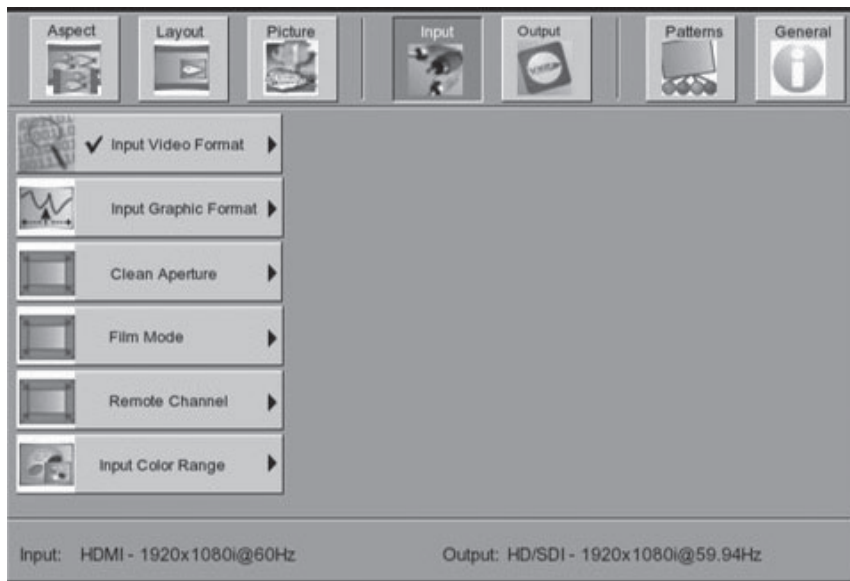 Aspect Layout Picture Input Output Patterns General
Input Video Format
Input Graphic Format
Clean Aperture
Film Mode
Remote Channel
Input Color Range
Input: HDMI - 1920x1080i@60Hz Output: HD/SDI - 1920x1080i@59.94Hz